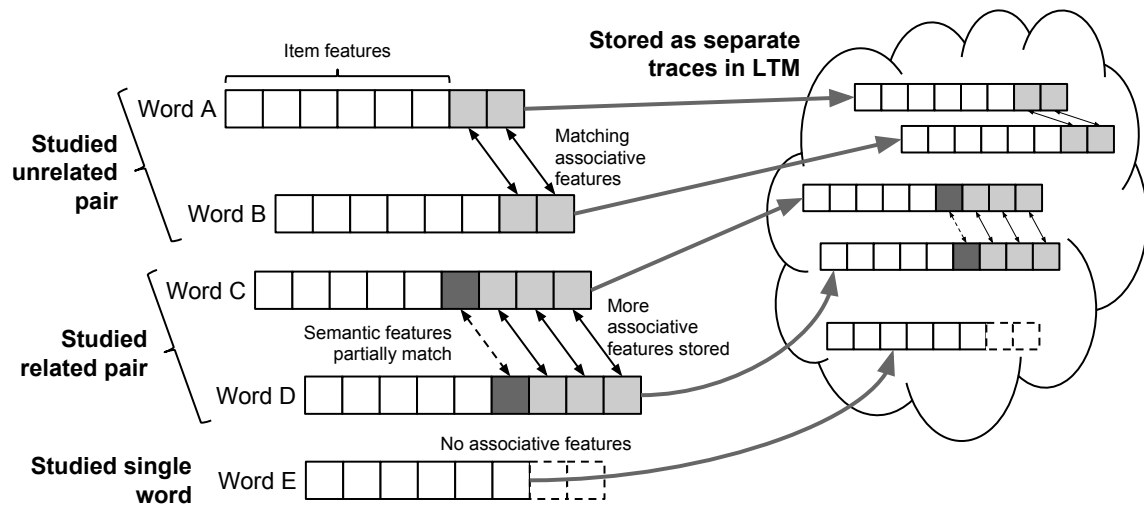 Item features
Stored as separate
traces in LTM
Word A
Studied
unrelated
pair
Matching
associative
features
Word B
Word C
Semantic features
partially match
More
associative
features stored
Studied
related pair
Word D
No associative features
Studied single
word
Word E